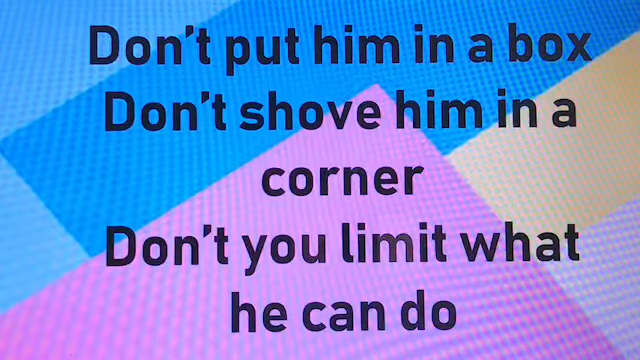 Don't put him in a box
Don't shove him in a
corner
Don't you limit what
he can do